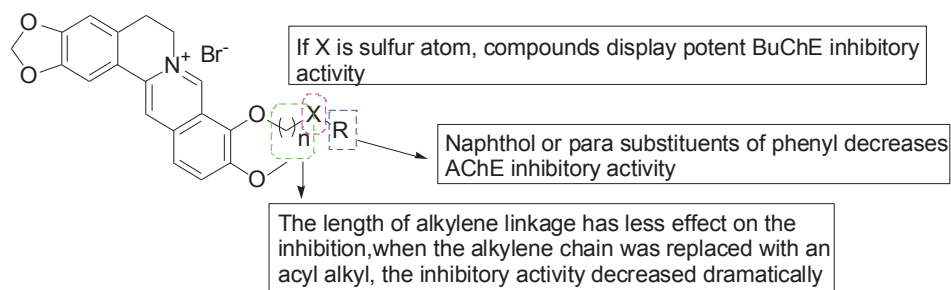 O
O
N+
Br-
If X is sulfur atom, compounds display potent BuChE inhibitory
activity
O
X
( )n
R
O
Naphthol or para substituents of phenyl decreases
AChE inhibitory activity
The length of alkylene linkage has less effect on the
inhibition,when the alkylene chain was replaced with an
acyl alkyl, the inhibitory activity decreased dramatically